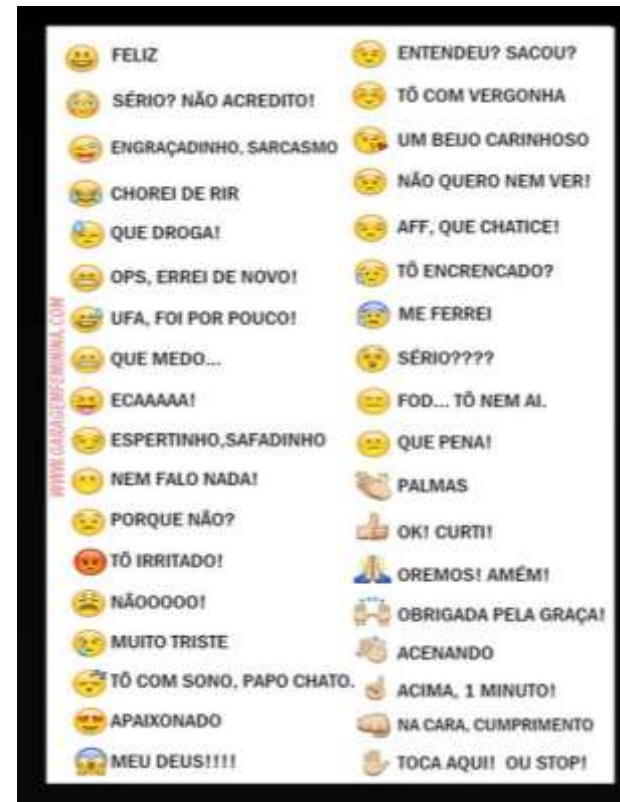 FELIZ
SÉRIO? NÃO ACREDITO!
ENGRAÇADINHO, SARCASMO
CHOREI DE RIR
QUE DROGA!
OPS, ERREI DE NOVO!
UFA, FOI POR POUCO!
QUE MEDO...
ECAAAAA!
ESPERTINHO,SAFADINHO
NEM FALO NADA!
PORQUE NÃO?
TÔ IRRITADO!
NÃOOOOO!
MUITO TRISTE
TÔ COM SONO, PAPO CHATO.
APAIXONADO
MEU DEUS!!!!
ENTENDEU? SACOU?
TÔ COM VERGONHA
UM BEIJO CARINHOSO
NÃO QUERO NEM VER!
AFF, QUE CHATICE!
TÔ ENCRENCADO?
ME FERREI
SÉRIO????
FOD... TÔ NEM AI.
QUE PENA!
PALMAS
OK! CURTI!
OREMOS! AMÉM!
OBRIGADA PELA GRAÇA!
ACENANDO
ACIMA, 1 MINUTO!
NA CARA, CUMPRIMENTO
TOCA AQUI! OU STOP!
WWW.GARAGEMFEMININA.COM